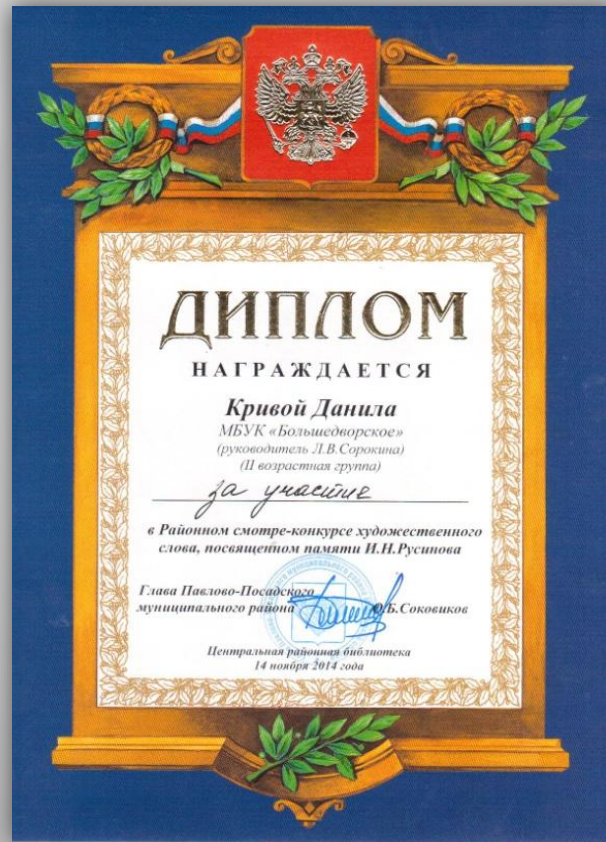 ДИПЛОМ
НАГРАЖДАЕТСЯ
Кривой Данила
МБУК «Большедворское»
(руководитель Л.В.Сорокина)
(II возрастная группа)
за участие
в Районном смотре-конкурсе художественного
слова, посвященном памяти И.Н.Русинова
Глава Павлово-Посадского
муниципального района О.Б.Соковиков
Центральная районная библиотека
14 ноября 2014 года